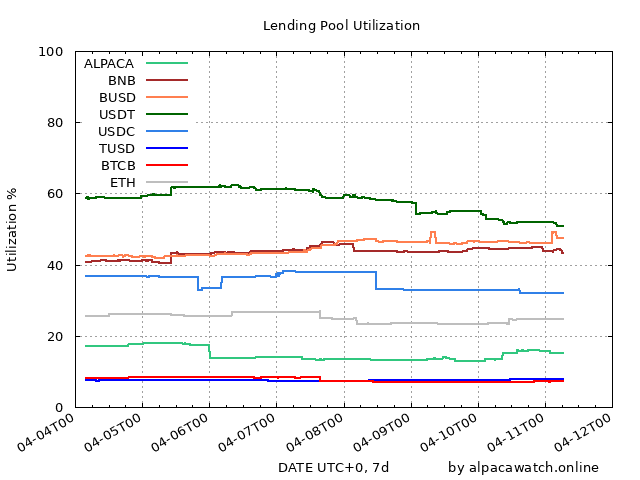 Lending Pool Utilization
100
80
60
40
20
0
Utilization %
ALPACA
BNB
BUSD
USDT
USDC
TUSD
BTCB
ETH
04-04T00
04-05T00
04-06T00
04-07T00
04-08T00
04-09T00
04-10T00
04-11T00
04-12T00
DATE UTC+0, 7d
by alpacawatch.online